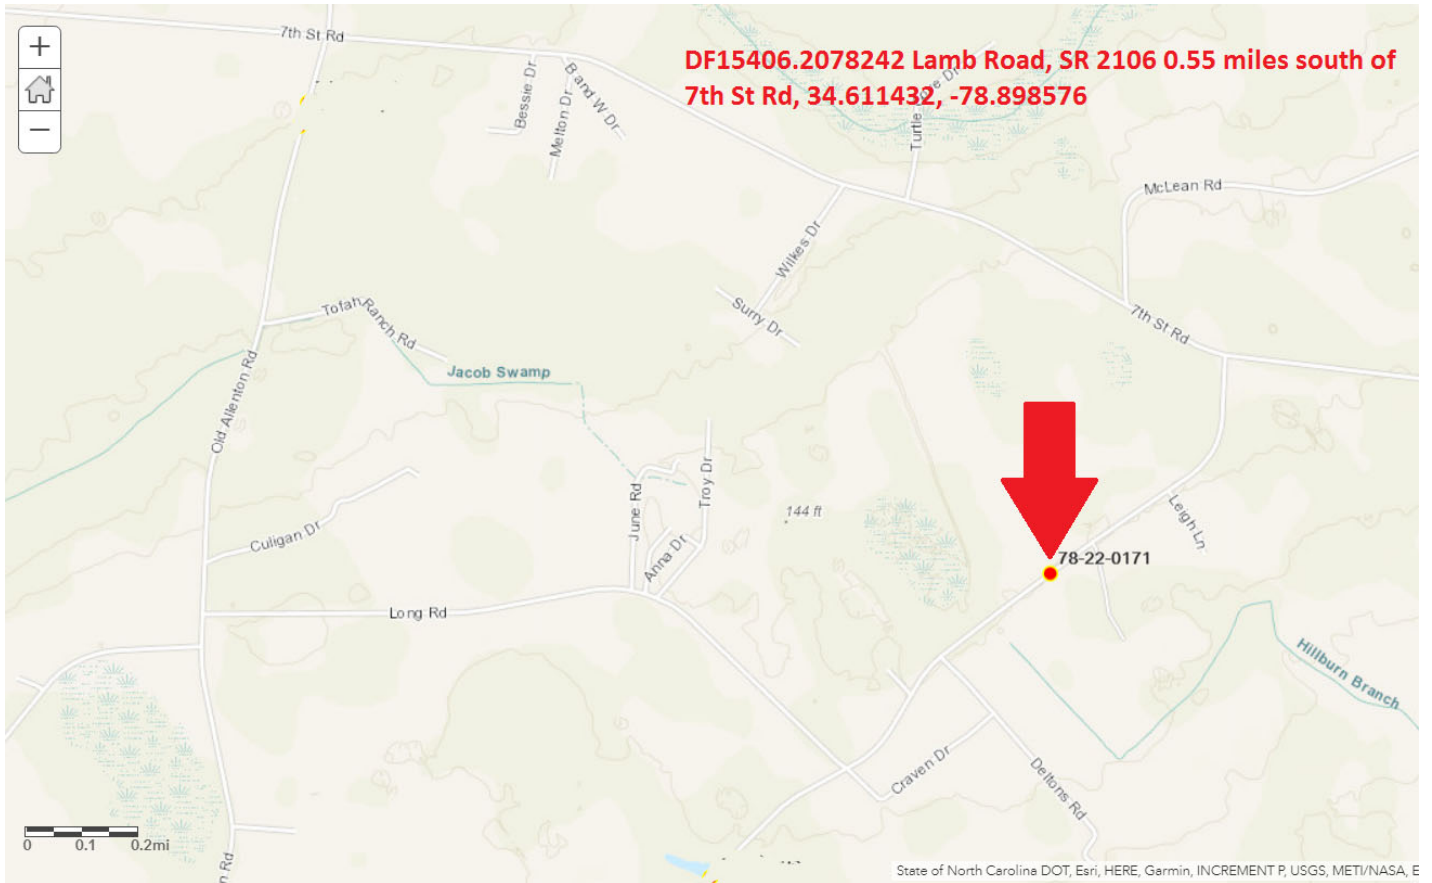 +
−
7th St Rd
DF15406.2078242 Lamb Road, SR 2106 0.55 miles south of
7th St Rd, 34.611432, -78.898576
Bessie Dr
Melton Dr
B and W Dr
Turtle Dr
McLean Rd
Wilkes Dr
Surry Dr
7th St Rd
Tofah Ranch Rd
Jacob Swamp
Old Allenton Rd
June Rd
Anna Dr
Troy Dr
144 ft
Leigh Ln
78-22-0171
Culigan Dr
Long Rd
Hillburn Branch
Craven Dr
Deltons Rd
0 0.1 0.2mi
n Rd
State of North Carolina DOT, Esri, HERE, Garmin, INCREMENT P, USGS, METI/NASA, E